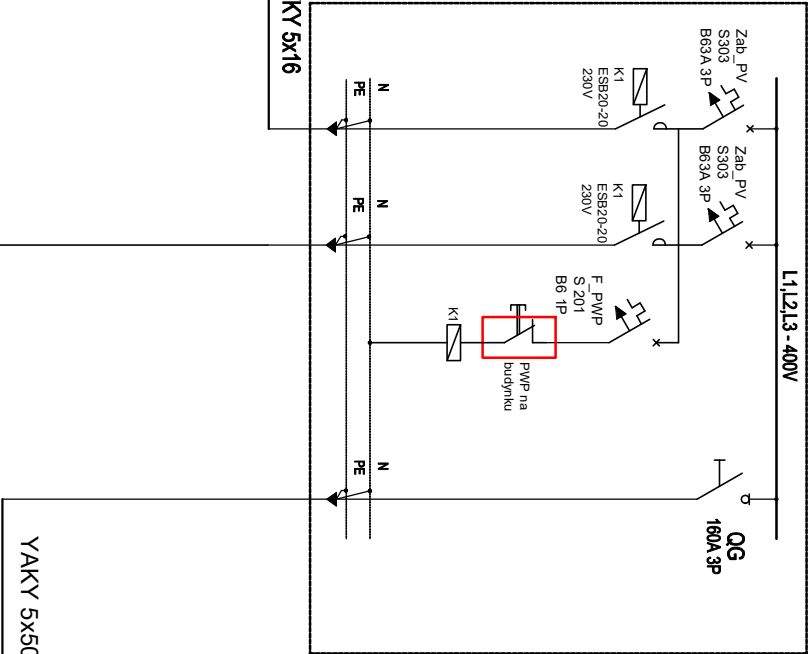 L1,L2,L3 - 400V
Zab_PV
S303
B63A 3P
Zab_PV
S303
B63A 3P
K1
ESB20-20
230V
K1
ESB20-20
230V
F_PWP
S 201
B6 1P
PWP na
budynku
K1
QG
160A 3P
N
PE
N
PE
N
PE
KY 5x16
YAKY 5x50